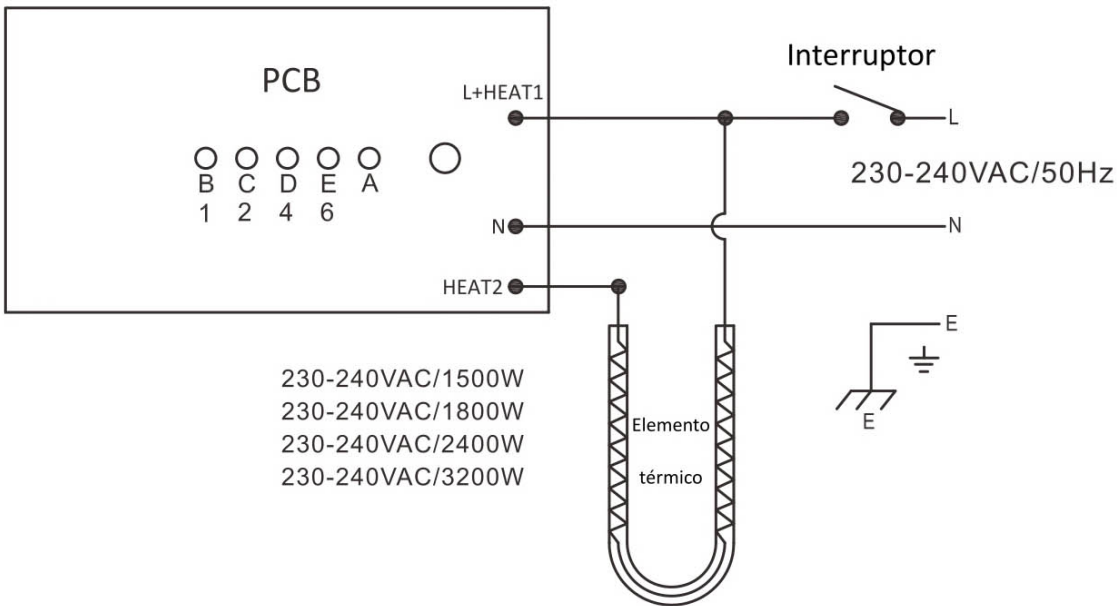 Interruptor
PCB
L+HEAT1
L
230-240VAC/50Hz
B C D E A
1 2 4 6
N
N
HEAT2
E
230-240VAC/1500W
230-240VAC/1800W
230-240VAC/2400W
230-240VAC/3200W
Elemento
térmico
E